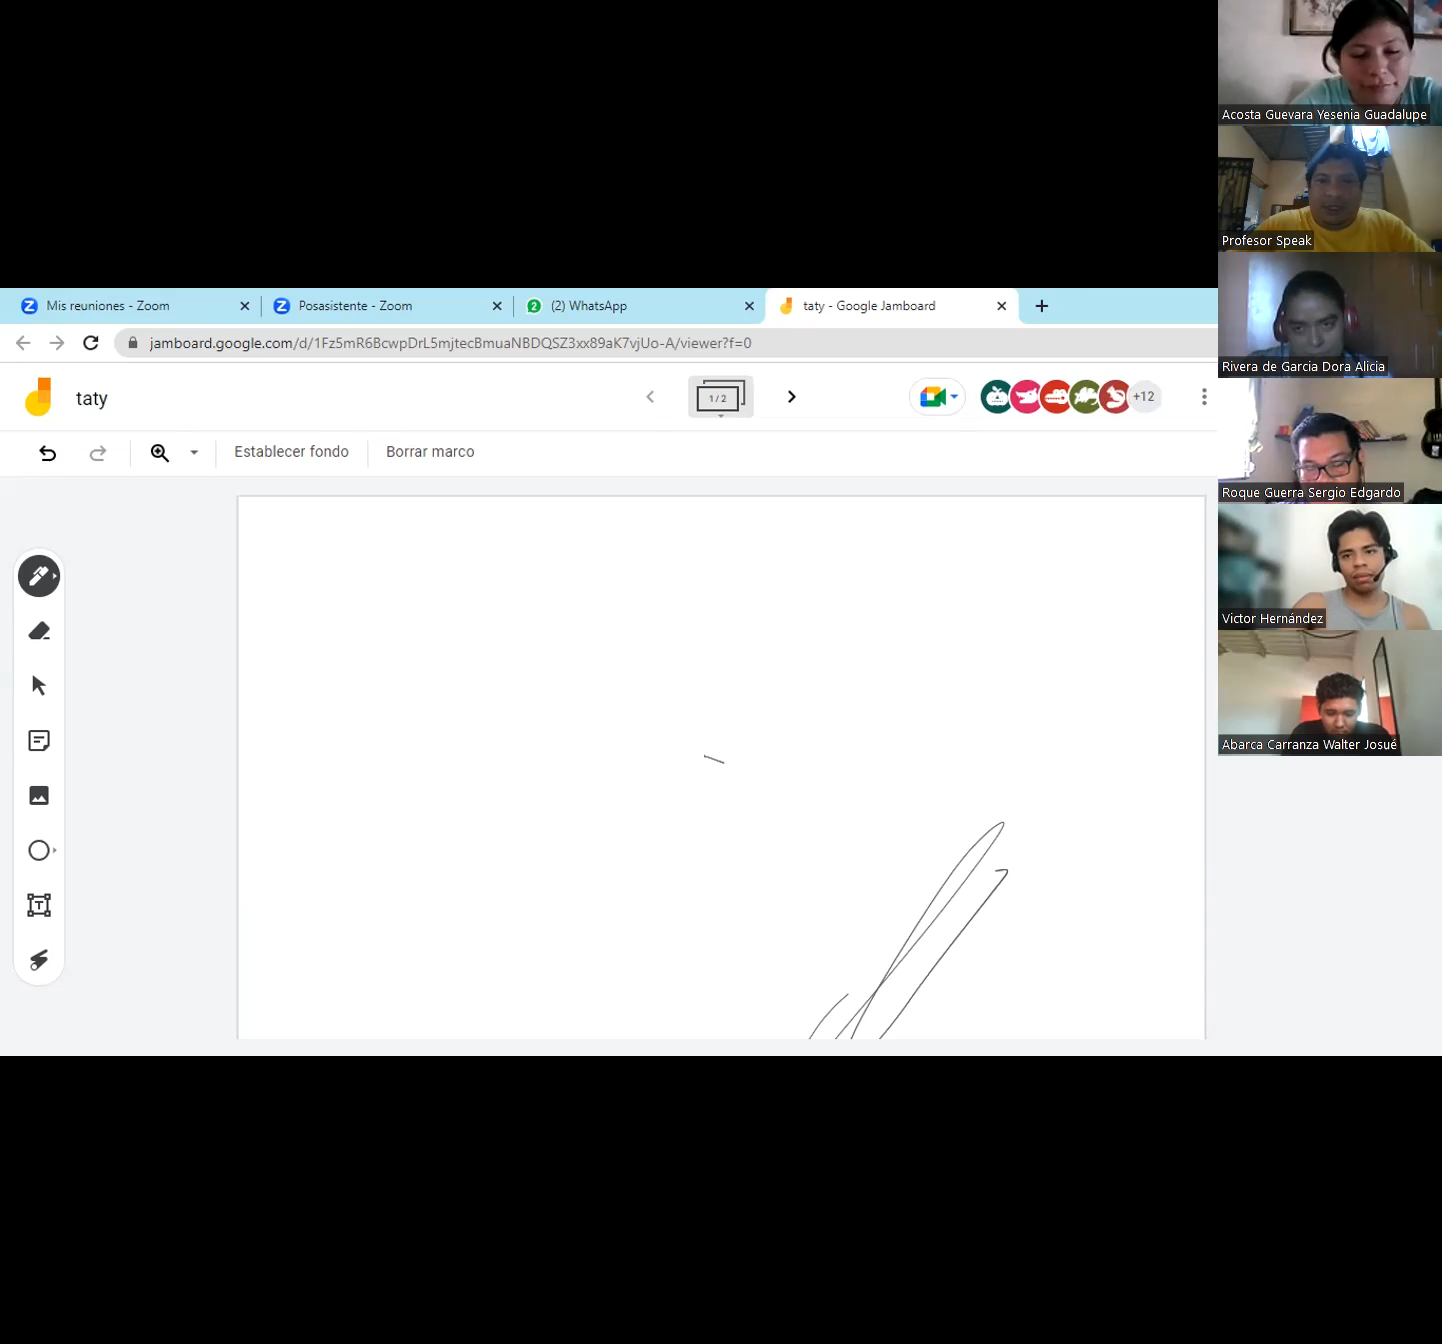 Acosta Guevara Yesenia Guadalupe
Profesor Speak
Rivera de Garcia Dora Alicia
Roque Guerra Sergio Edgardo
Victor Hernández
Abarca Carranza Walter Josué
Mis reuniones - Zoom
Posasistente - Zoom
2
(2) WhatsApp
taty - Google Jamboard
jamboard.google.com/d/1Fz5mR6BcwpDrL5mjtecBmuaNBDQSZ3xx89aK7vjUo-A/viewer?f=0
taty
1 / 2
+12
Establecer fondo
Borrar marco